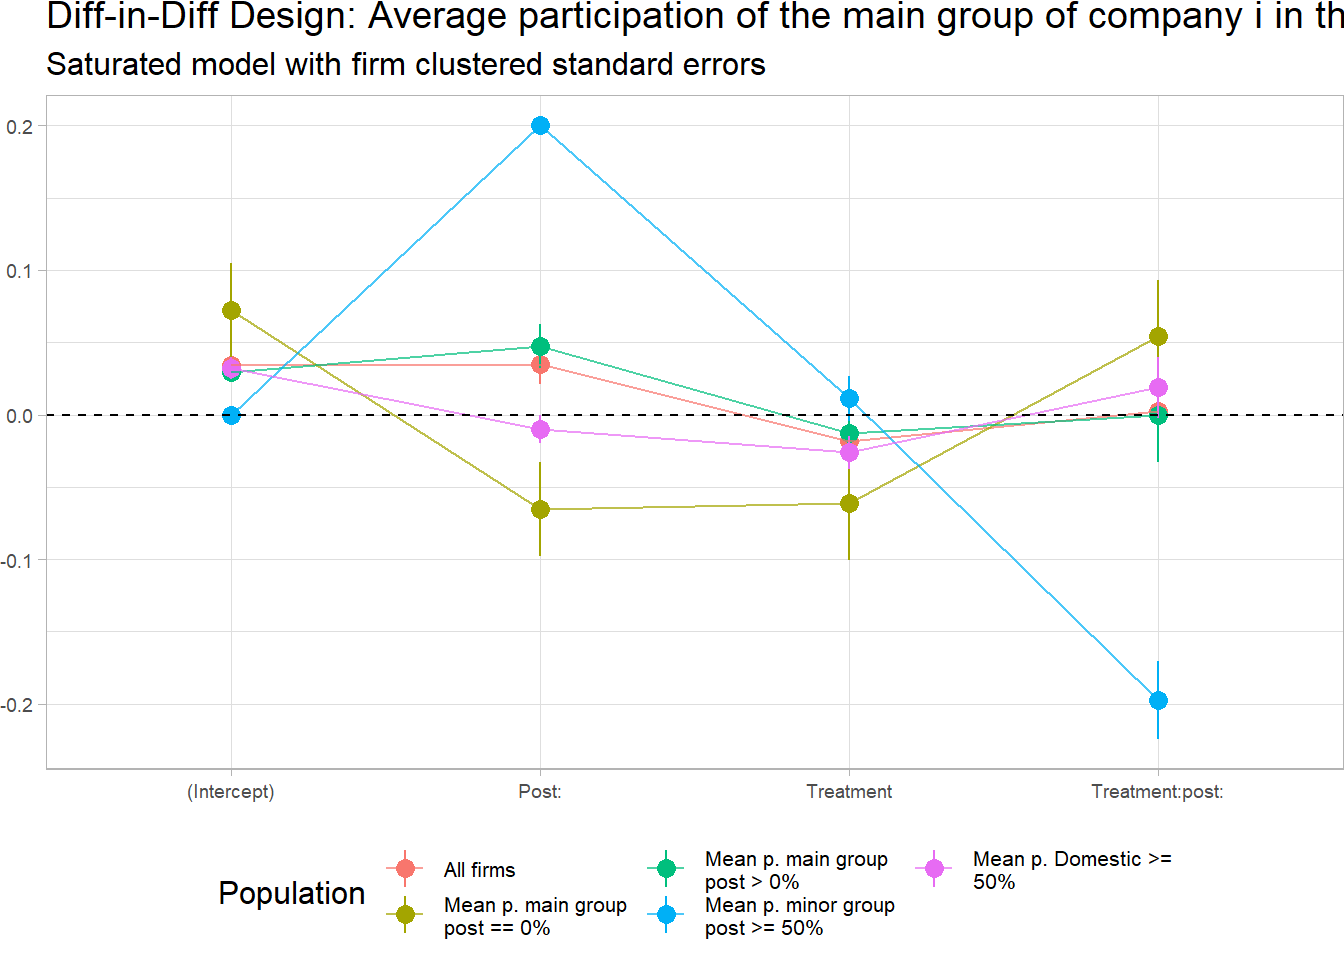 Diff-in-Diff Design: Average participation of the main group of company i in
Saturated model with firm clustered standard errors
0.2
0.1
0.0
-0.1
-0.2
(Intercept) Post: Treatment Treatment:post:
Population
All firms
Mean p. main group
post == 0%
Mean p. main group
post > 0%
Mean p. minor group
post >= 50%
Mean p. Domestic >=
50%